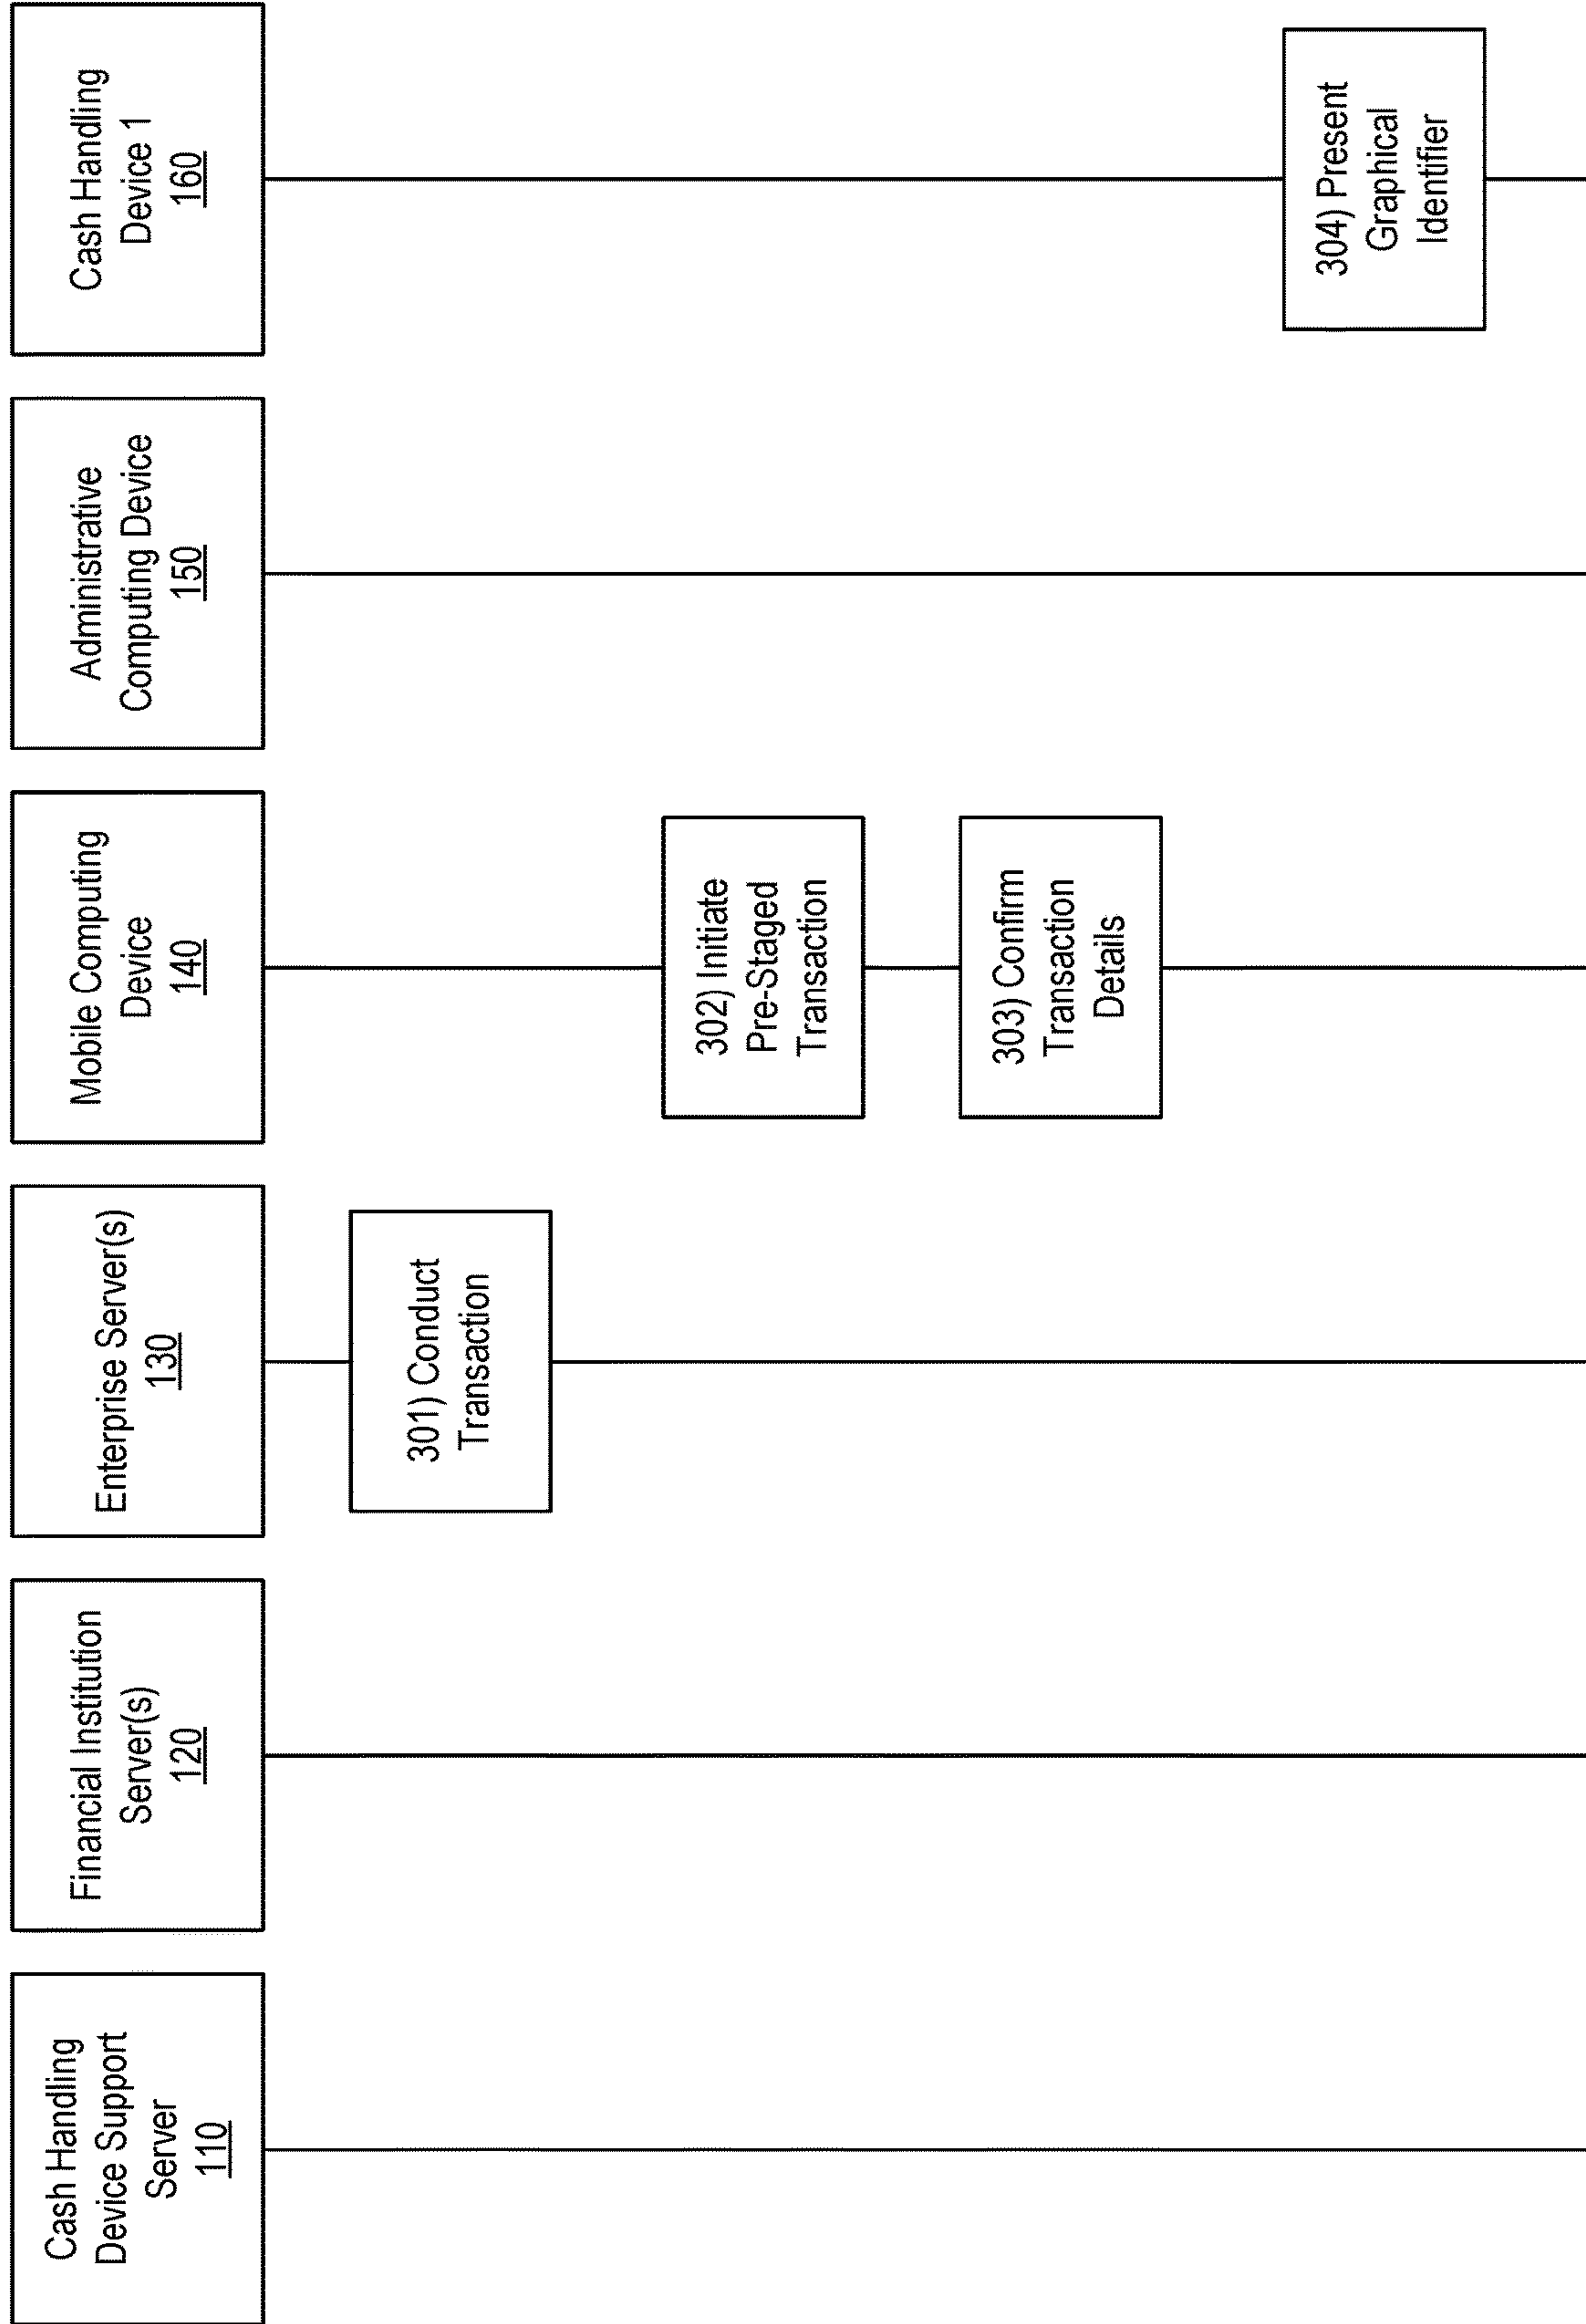 Cash Handling
Device Support
Server
110
Financial Institution
Server(s)
120
Enterprise Server(s)
130
Mobile Computing
Device
140
Administrative
Computing Device
150
Cash Handling
Device 1
160
301) Conduct
Transaction
302) Initiate
Pre-Staged
Transaction
303) Confirm
Transaction
Details
304) Present
Graphical
Identifier